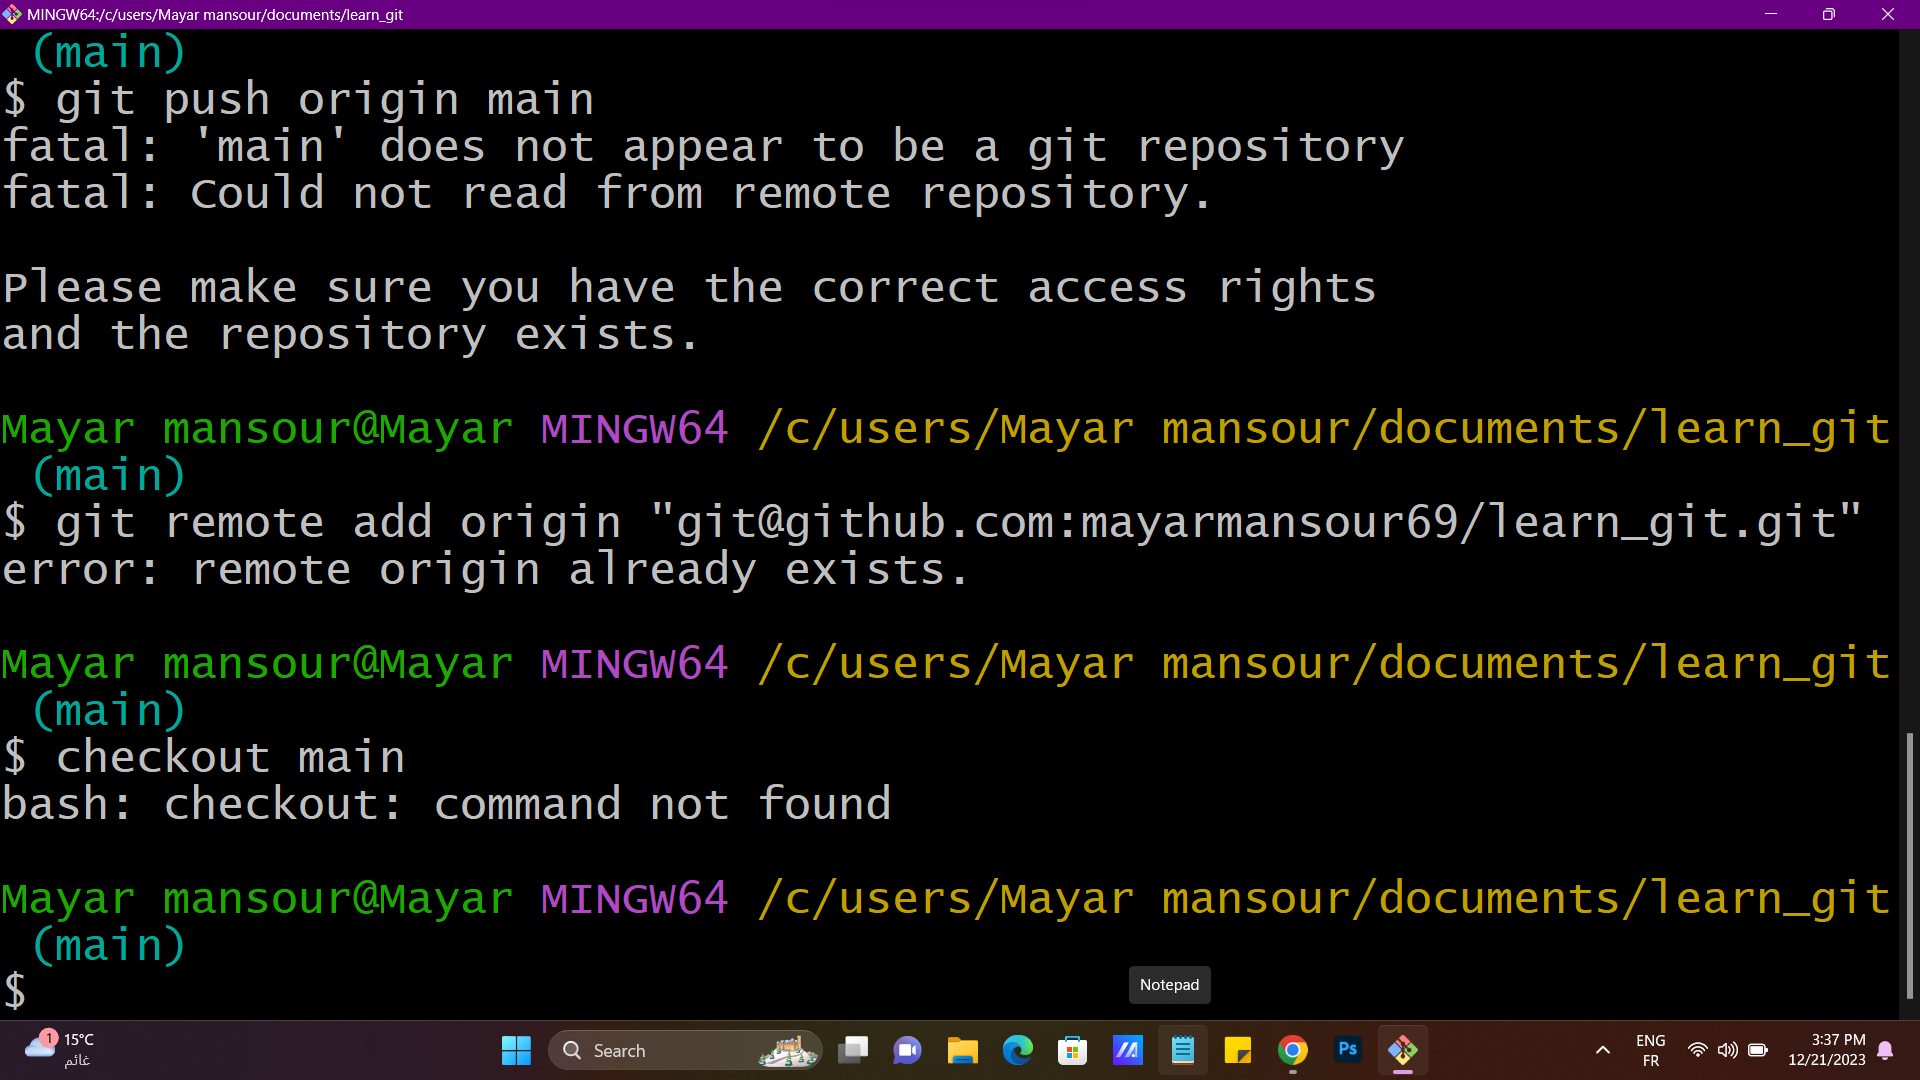 MINGW64:/c/users/Mayar mansour/documents/learn_git
(main)
$ git push origin main
fatal: 'main' does not appear to be a git repository
fatal: Could not read from remote repository.
Please make sure you have the correct access rights
and the repository exists.
Mayar mansour@Mayar MINGW64 /c/users/Mayar mansour/documents/learn_git
(main)
$ git remote add origin "git@github.com:mayarmansour69/learn_git.git"
error: remote origin already exists.
Mayar mansour@Mayar MINGW64 /c/users/Mayar mansour/documents/learn_git
(main)
$ checkout main
bash: checkout: command not found
Mayar mansour@Mayar MINGW64 /c/users/Mayar mansour/documents/learn_git
(main)
$
Notepad
1
15°C
غائم
Search
Ps
ENG
FR
3:37 PM
12/21/2023